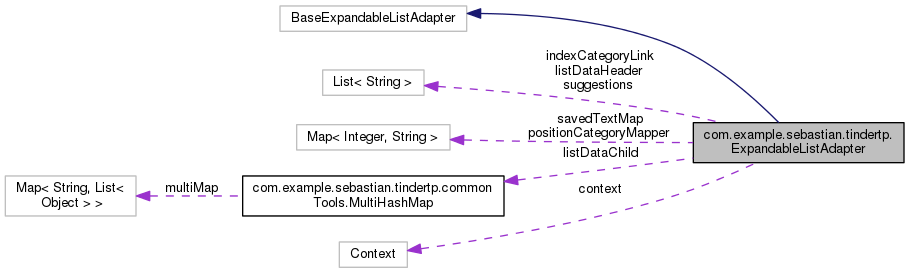 BaseExpandableListAdapter
indexCategoryLink
listDataHeader
suggestions
List< String >
savedTextMap
positionCategoryMapper
Map< Integer, String >
com.example.sebastian.tindertp.
ExpandableListAdapter
listDataChild
Map< String, List<
Object > >
multiMap
com.example.sebastian.tindertp.common
Tools.MultiHashMap
context
Context